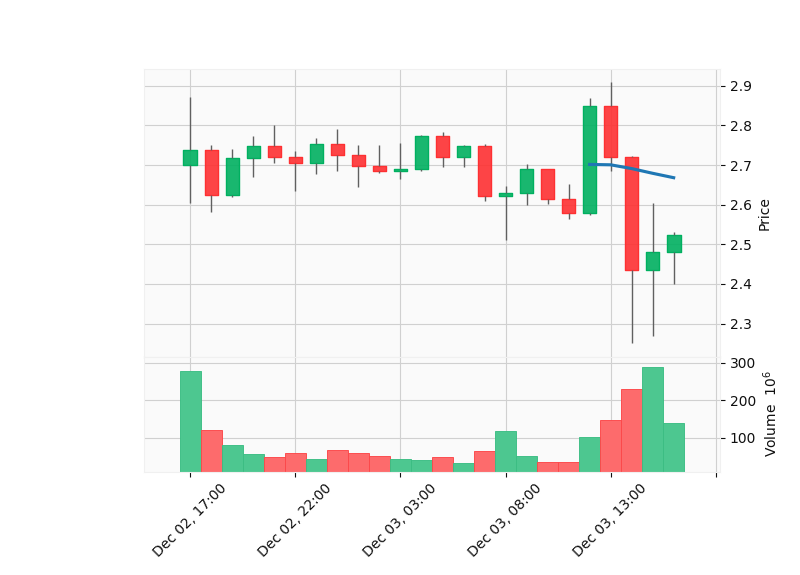 2.9
2.8
2.7
2.6
2.5
2.4
2.3
Price
300
200
100
Volume 10⁶
Dec 02, 17:00
Dec 02, 22:00
Dec 03, 03:00
Dec 03, 08:00
Dec 03, 13:00